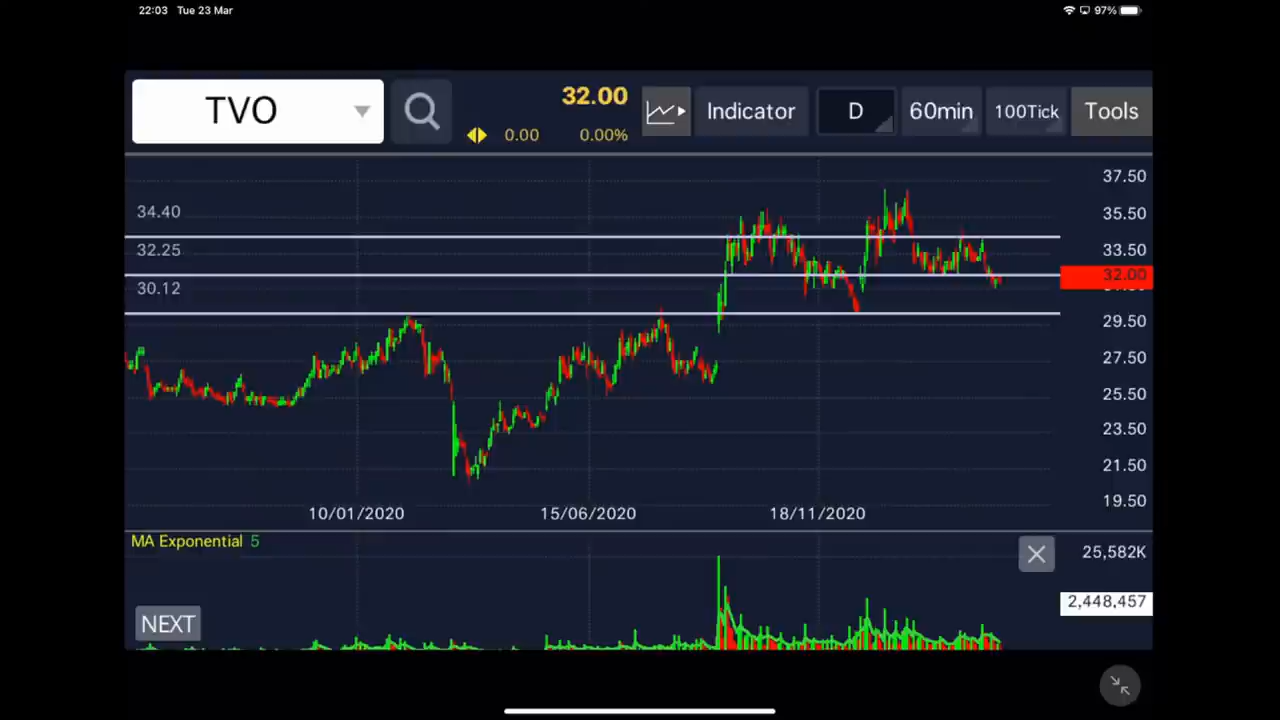 22:03 Tue 23 Mar
97%
TVO
32.00
0.00 0.00%
Indicator
D
60min
100Tick
Tools
37.50
34.40
35.50
32.25
33.50
32.00
30.12
29.50
27.50
25.50
23.50
21.50
19.50
10/01/2020 15/06/2020 18/11/2020
MA Exponential 5
25,582K
2,448,457
NEXT